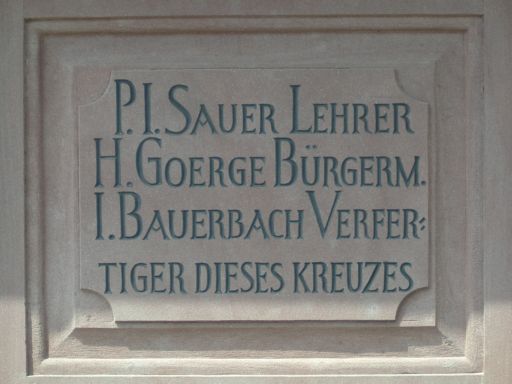 P.I. SAUER LEHRER
H. GOERGE BÜRGERM.
I. BAUERBACH VERFER=
TIGER DIESES KREUZES